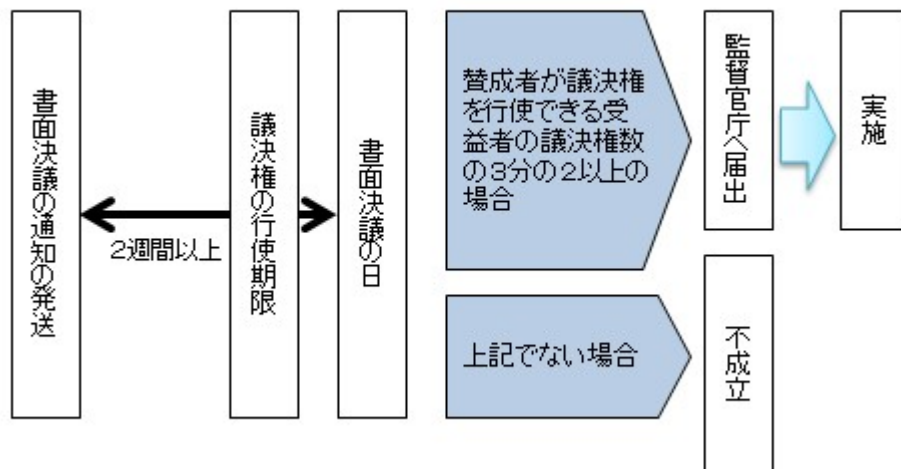 書面決議の通知の発送
2週間以上
議決権の行使期限
書面決議の日
賛成者が議決権
を行使できる受
益者の議決権数
の3分の2以上の
場合
監督官庁へ届出
実施
上記でない場合
不成立